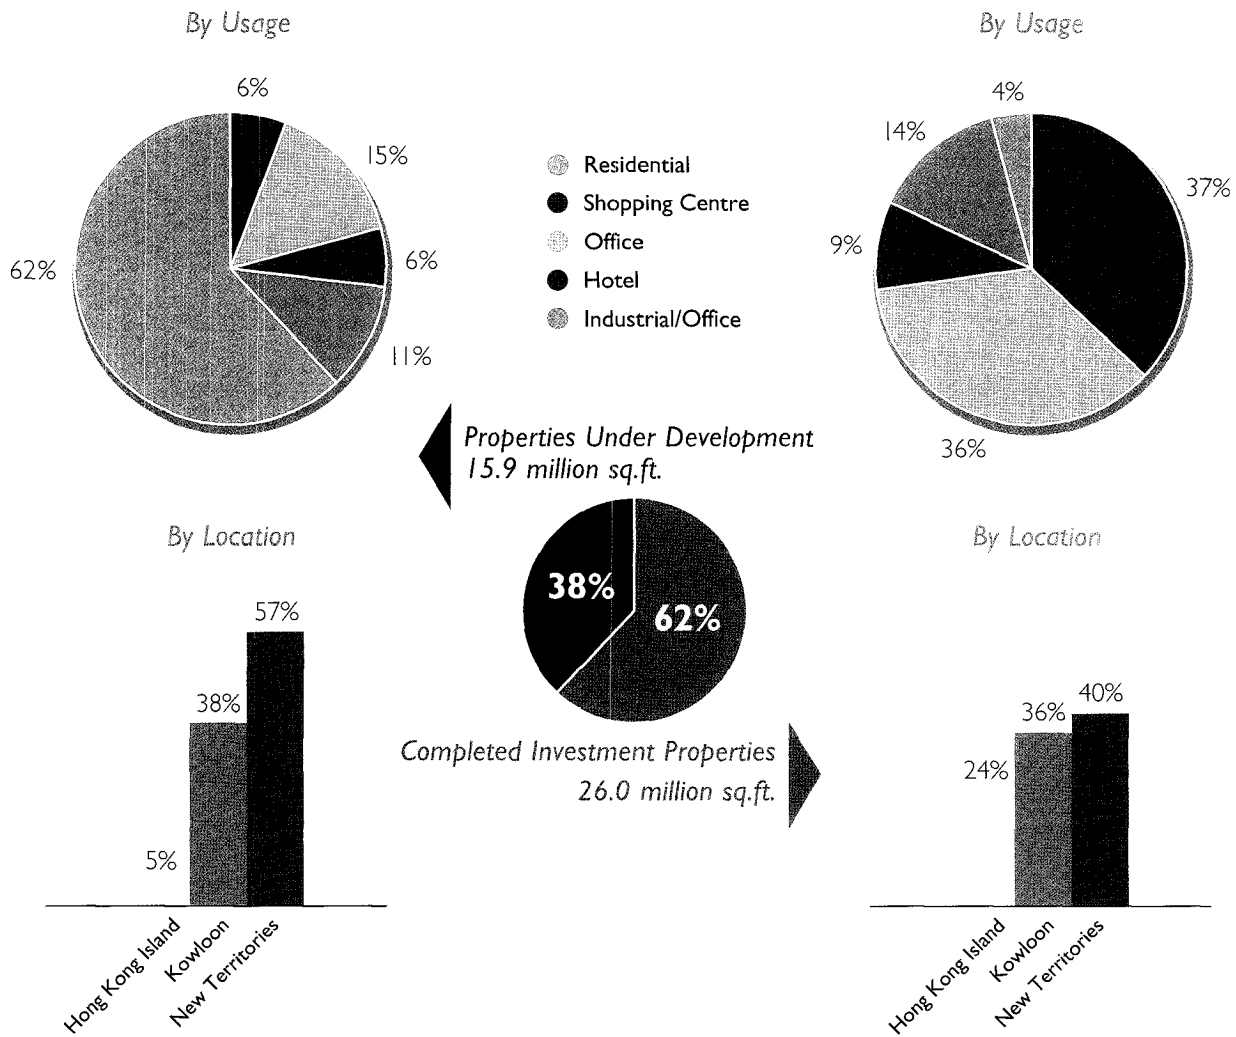 By Usage
6%
15%
6%
11%
62%
Residential
Shopping Centre
Office
Hotel
Industrial/Office
By Usage
4%
14%
37%
9%
36%
Properties Under Development
15.9 million sq.ft.
38%
62%
Completed Investment Properties
26.0 million sq.ft.
By Location
57%
38%
5%
Hong Kong Island
Kowloon
New Territories
By Location
40%
36%
24%
Hong Kong Island
Kowloon
New Territories